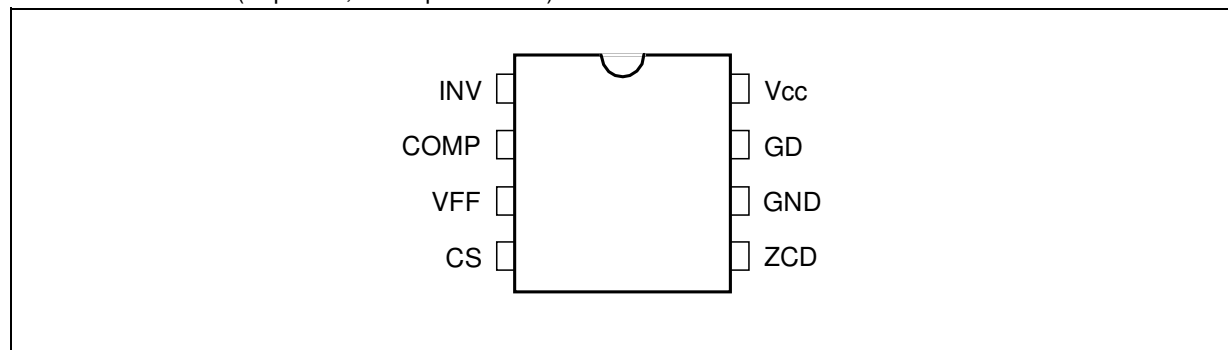 INV
Vcc
COMP
GD
VFF
GND
CS
ZCD